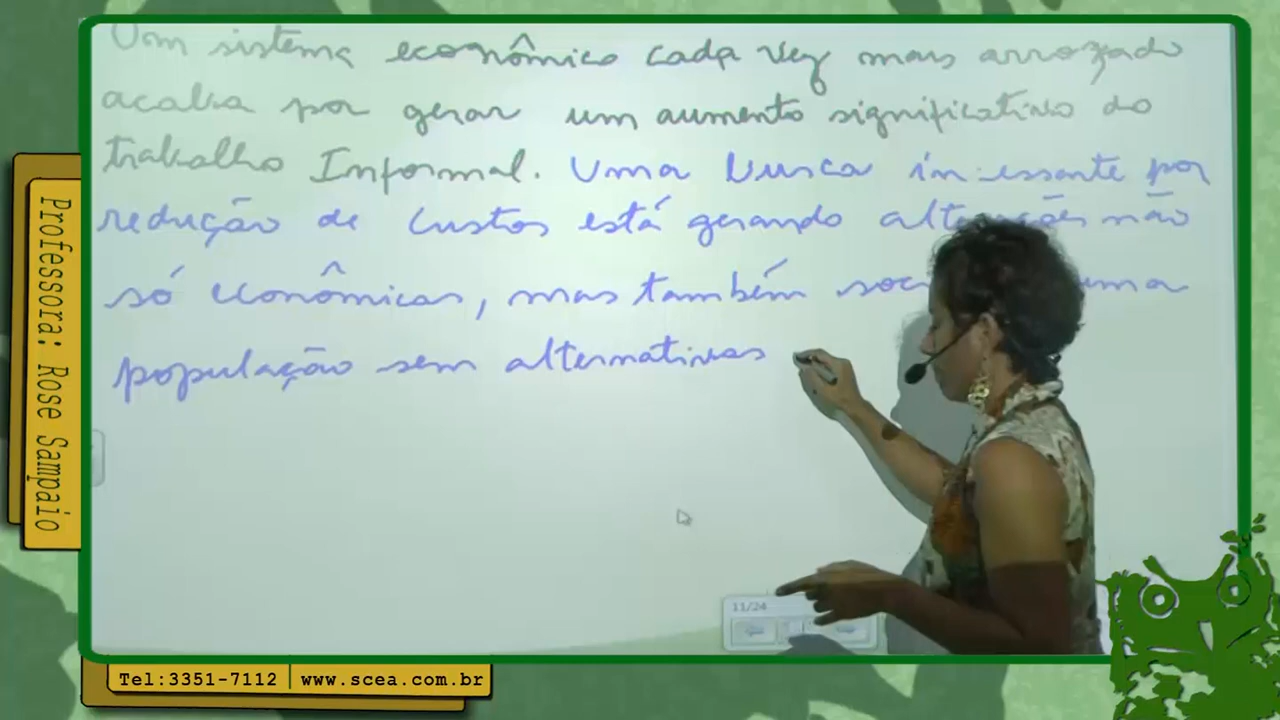 Um sistema econômico cada vez mais arrozado
acaba por gerar um aumento significativo do
trabalho Informal. Uma busca incessante por
redução de custos está gerando alterações não
só econômicas, mas também uma
população sem alternativas
11/24
Professora: Rose Sampaio
Tel:3351-7112 www.scea.com.br